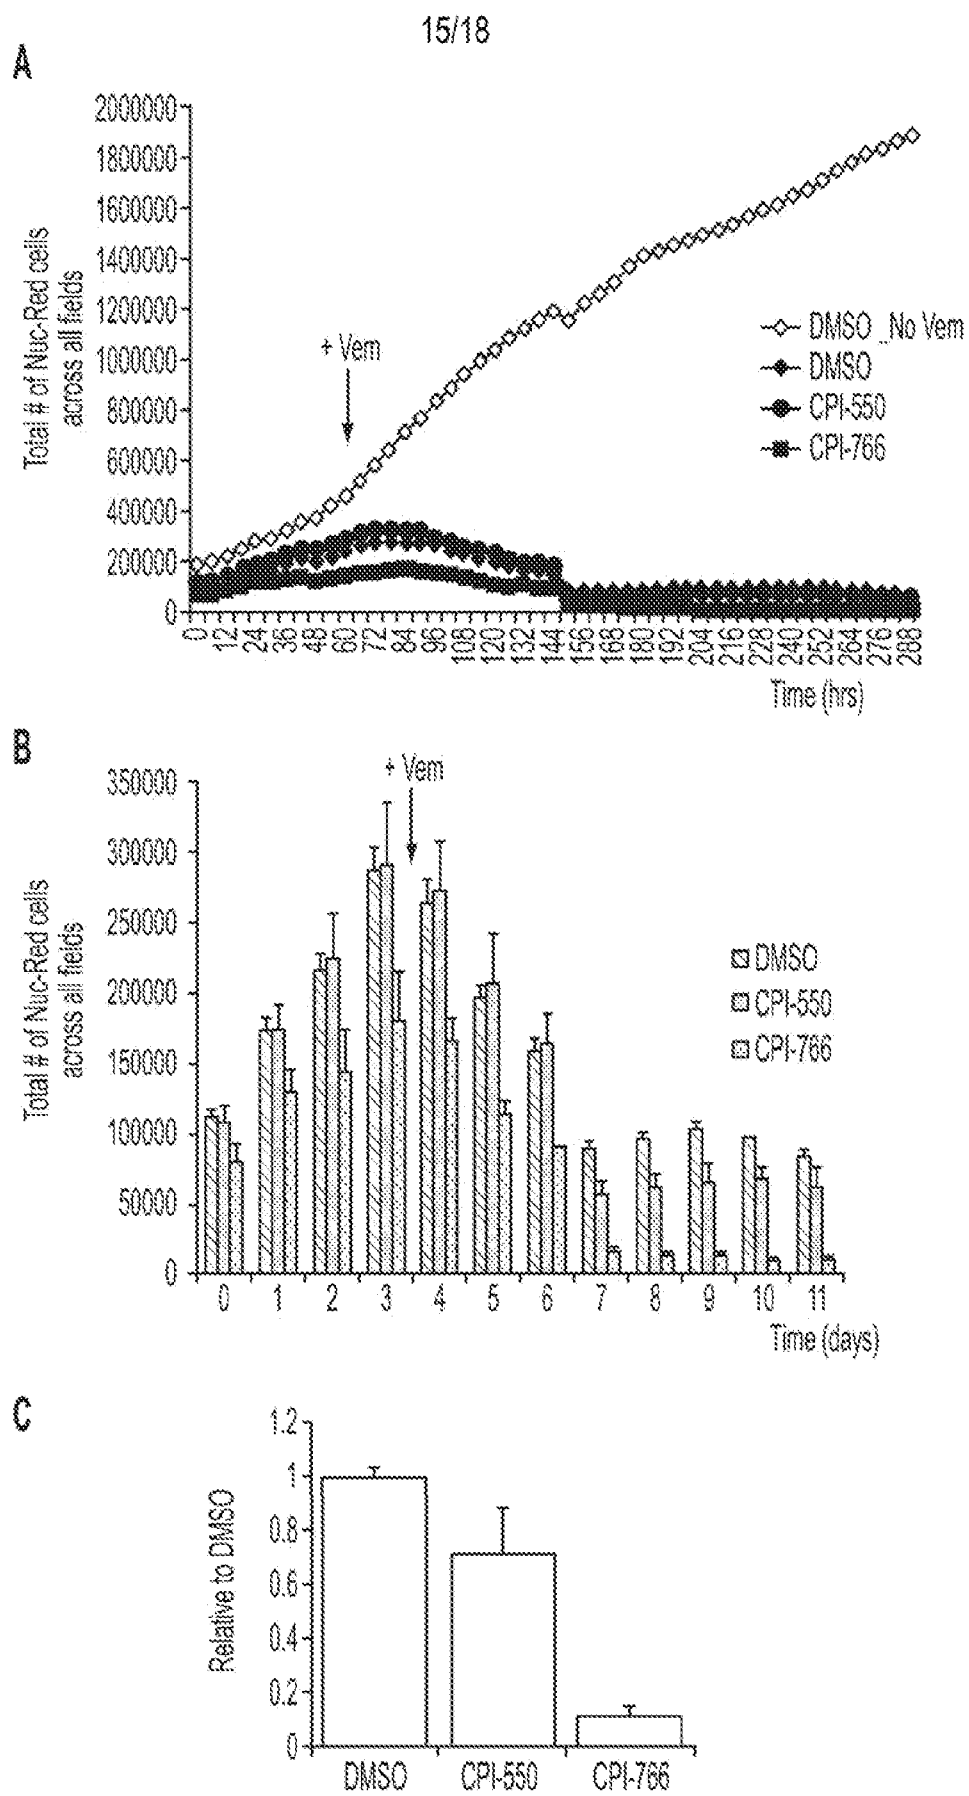 15/18
A
Total # of Nuc-Red cells
across all fields
2000000
1800000
1600000
1400000
1200000
1000000
800000
600000
400000
200000
0
+ Vem
DMSO _No Vem
DMSO
CPI-550
CPI-766
0 12 24 36 48 60 72 84 96 108 120 132 144 156 168 180 192 204 216 228 240 252 264 276 288
Time (hrs)
B
Total # of Nuc-Red cells
across all fields
350000
300000
250000
200000
150000
100000
50000
0
+ Vem
DMSO
CPI-550
CPI-766
0 1 2 3 4 5 6 7 8 9 10 11
Time (days)
C
Relative to DMSO
1.2
1
0.8
0.6
0.4
0.2
0
DMSO CPI-550 CPI-766